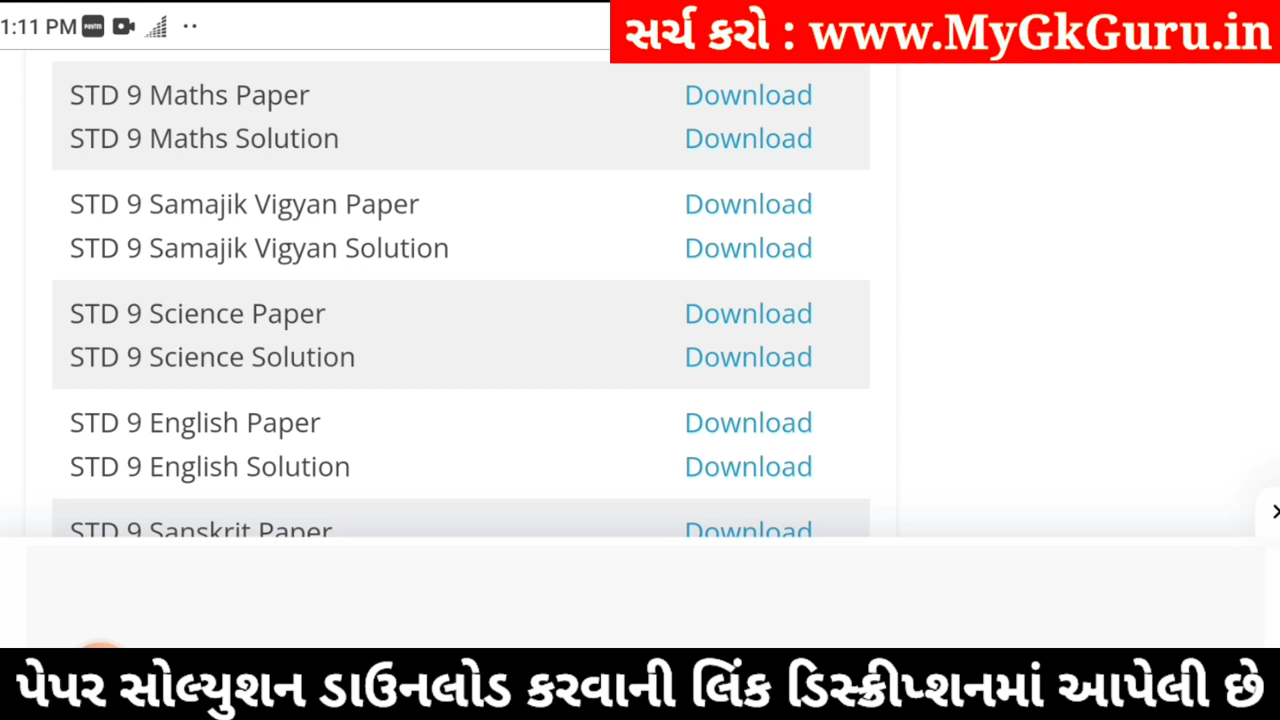 1:11 PM
સર્ચ કરો : www.MyGkGuru.in
STD 9 Maths Paper Download
STD 9 Maths Solution Download
STD 9 Samajik Vigyan Paper Download
STD 9 Samajik Vigyan Solution Download
STD 9 Science Paper Download
STD 9 Science Solution Download
STD 9 English Paper Download
STD 9 English Solution Download
STD 9 Sanskrit Paper Download
પેપર સોલ્યુશન ડાઉનલોડ કરવાની લિંક ડિસ્ક્રીપ્શનમાં આપેલી છે